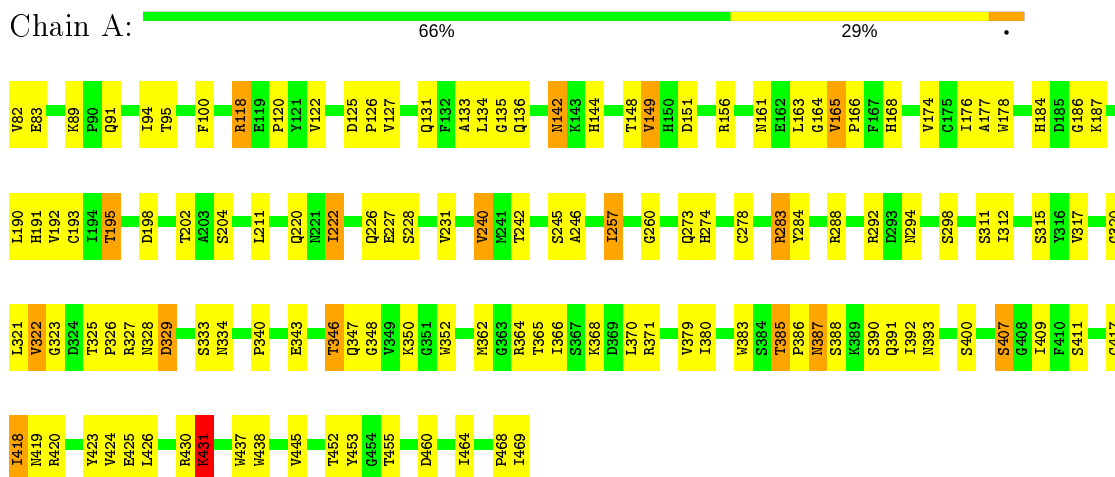 Chain A:
66% 29% •
V82 E83 K89 P90 Q91 I94 T95 F100 R118 E119 P120 Y121 V122 D125 P126 V127 Q131 F132 A133 L134 G135 Q136 N142 K143 H144 T148 V149 H150 D151 R156 N161 E162 L163 G164 V165 P166 F167 H168 V174 C175 I176 A177 W178 H184 D185 G186 K187
L190 H191 V192 C193 I194 T195 D198 T202 A203 S204 L211 Q220 N221 I222 Q226 E227 S228 V231 V240 M241 T242 S245 A246 I257 G260 Q273 H274 C278 R283 Y284 R288 R292 D293 N294 S298 S311 I312 S315 Y316 V317
L321 V322 G323 D324 T325 P326 R327 N328 D329 S333 N334 P340 E343 T346 Q347 G348 V349 K350 G351 W352 M362 G363 R364 T365 I366 S367 K368 D369 L370 R371 V379 I380 W383 S384 T385 P386 N387 S388 K389 S390 Q391 I392 N393 S400 S407 G408 I409 F410 S411
I418 N419 R420 Y423 V424 E425 L426 R430 K431 W437 W438 V445 T452 Y453 G454 T455 D460 I464 P468 I469